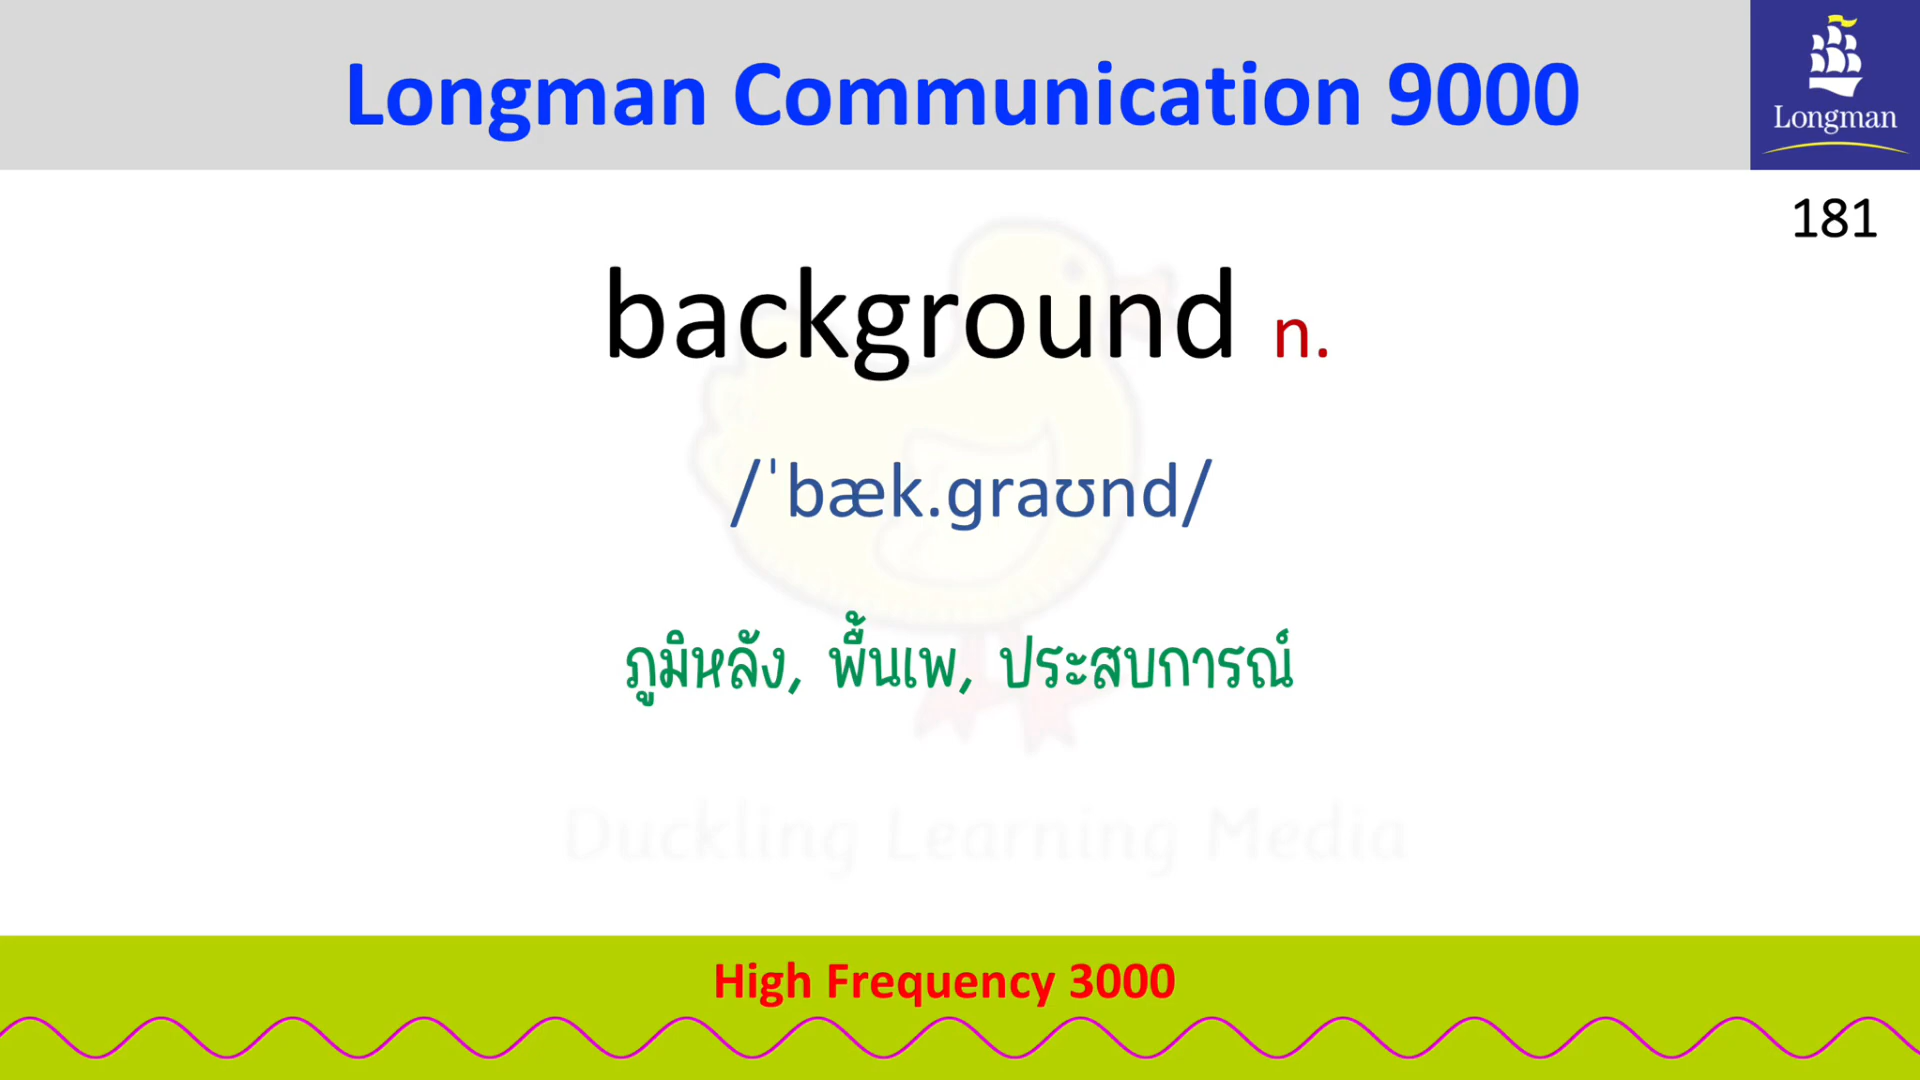 Longman Communication 9000
Longman
181
background n.
/ˈbæk.graʊnd/
ภูมิหลัง, พื้นเพ, ประสบการณ์
Duckling Learning Media
High Frequency 3000